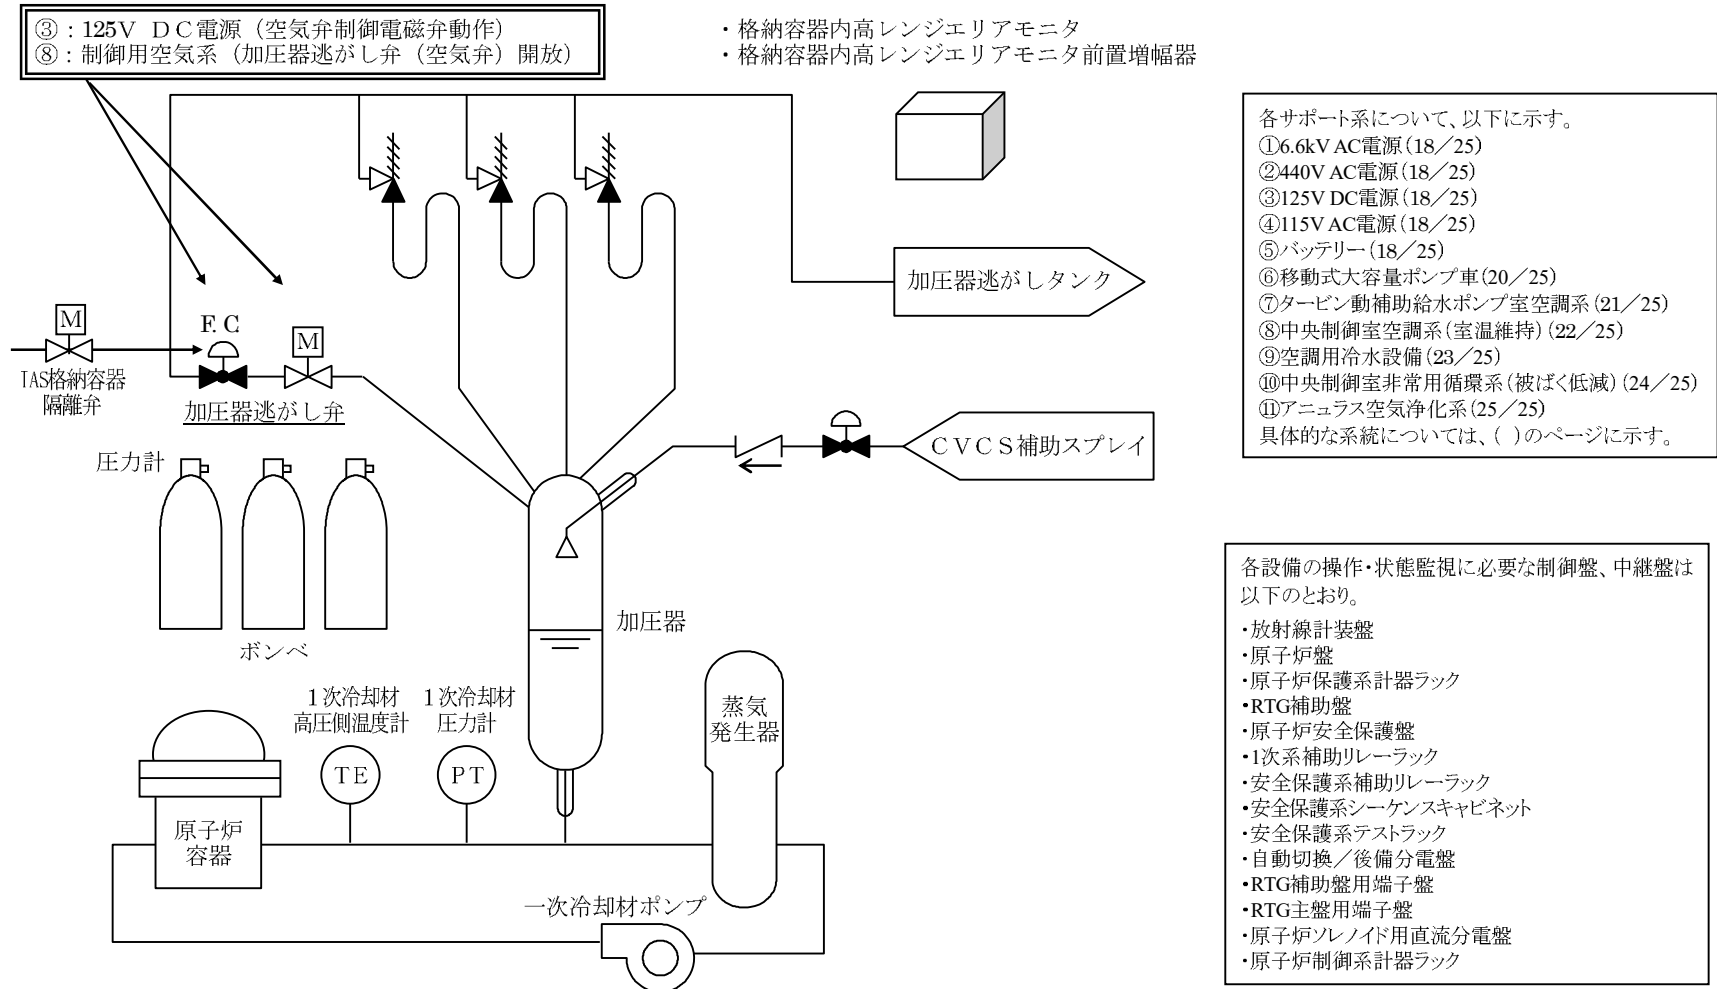 ③：125V ＤＣ電源（空気弁制御電磁弁動作）
⑧：制御用空気系（加圧器逃がし弁（空気弁）開放）
・格納容器内高レンジエリアモニタ
・格納容器内高レンジエリアモニタ前置増幅器
加圧器逃がしタンク
M
F.C
M
IAS格納容器
隔離弁
加圧器逃がし弁
ＣＶＣＳ補助スプレイ
圧力計
ボンベ
加圧器
1次冷却材
高圧側温度計
1次冷却材
圧力計
TE
PT
蒸気
発生器
原子炉
容器
一次冷却材ポンプ
各サポート系について、以下に示す。
①6.6kV AC電源（18／25）
②440V AC電源（18／25）
③125V DC電源（18／25）
④115V AC電源（18／25）
⑤バッテリー（18／25）
⑥移動式大容量ポンプ車（20／25）
⑦タービン動補助給水ポンプ室空調系（21／25）
⑧中央制御室空調系（室温維持）（22／25）
⑨空調用冷水設備（23／25）
⑩中央制御室非常用循環系（被ばく低減）（24／25）
⑪アニュラス空気浄化系（25／25）
具体的な系統については、（ ）のページに示す。
各設備の操作・状態監視に必要な制御盤、中継盤は
以下のとおり。
・放射線計装盤
・原子炉盤
・原子炉保護系計器ラック
・RTG補助盤
・原子炉安全保護盤
・1次系補助リレーラック
・安全保護系補助リレーラック
・安全保護系シーケンスキャビネット
・安全保護系テストラック
・自動切換／後備分電盤
・RTG補助盤用端子盤
・RTG主盤用端子盤
・原子炉ソレノイド用直流分電盤
・原子炉制御系計器ラック